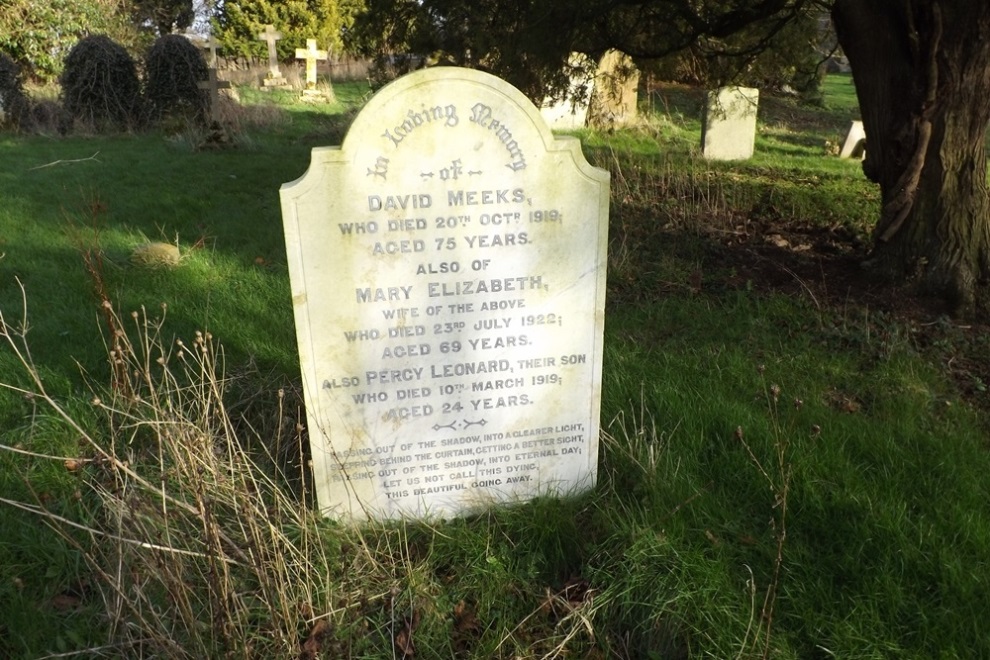 In Loving Memory
of
DAVID MEEKS,
WHO DIED 20TH OCTR 1919;
AGED 75 YEARS.
ALSO OF
MARY ELIZABETH,
WIFE OF THE ABOVE
WHO DIED 23RD JULY 1922;
AGED 69 YEARS.
ALSO PERCY LEONARD, THEIR SON
WHO DIED 10TH MARCH 1919;
AGED 24 YEARS.
PASSING OUT OF THE SHADOW, INTO A CLEARER LIGHT,
STEPPING BEHIND THE CURTAIN, GETTING A BETTER SIGHT,
PASSING OUT OF THE SHADOW, INTO ETERNAL DAY;
LET US NOT CALL THIS DYING,
THIS BEAUTIFUL GOING AWAY.